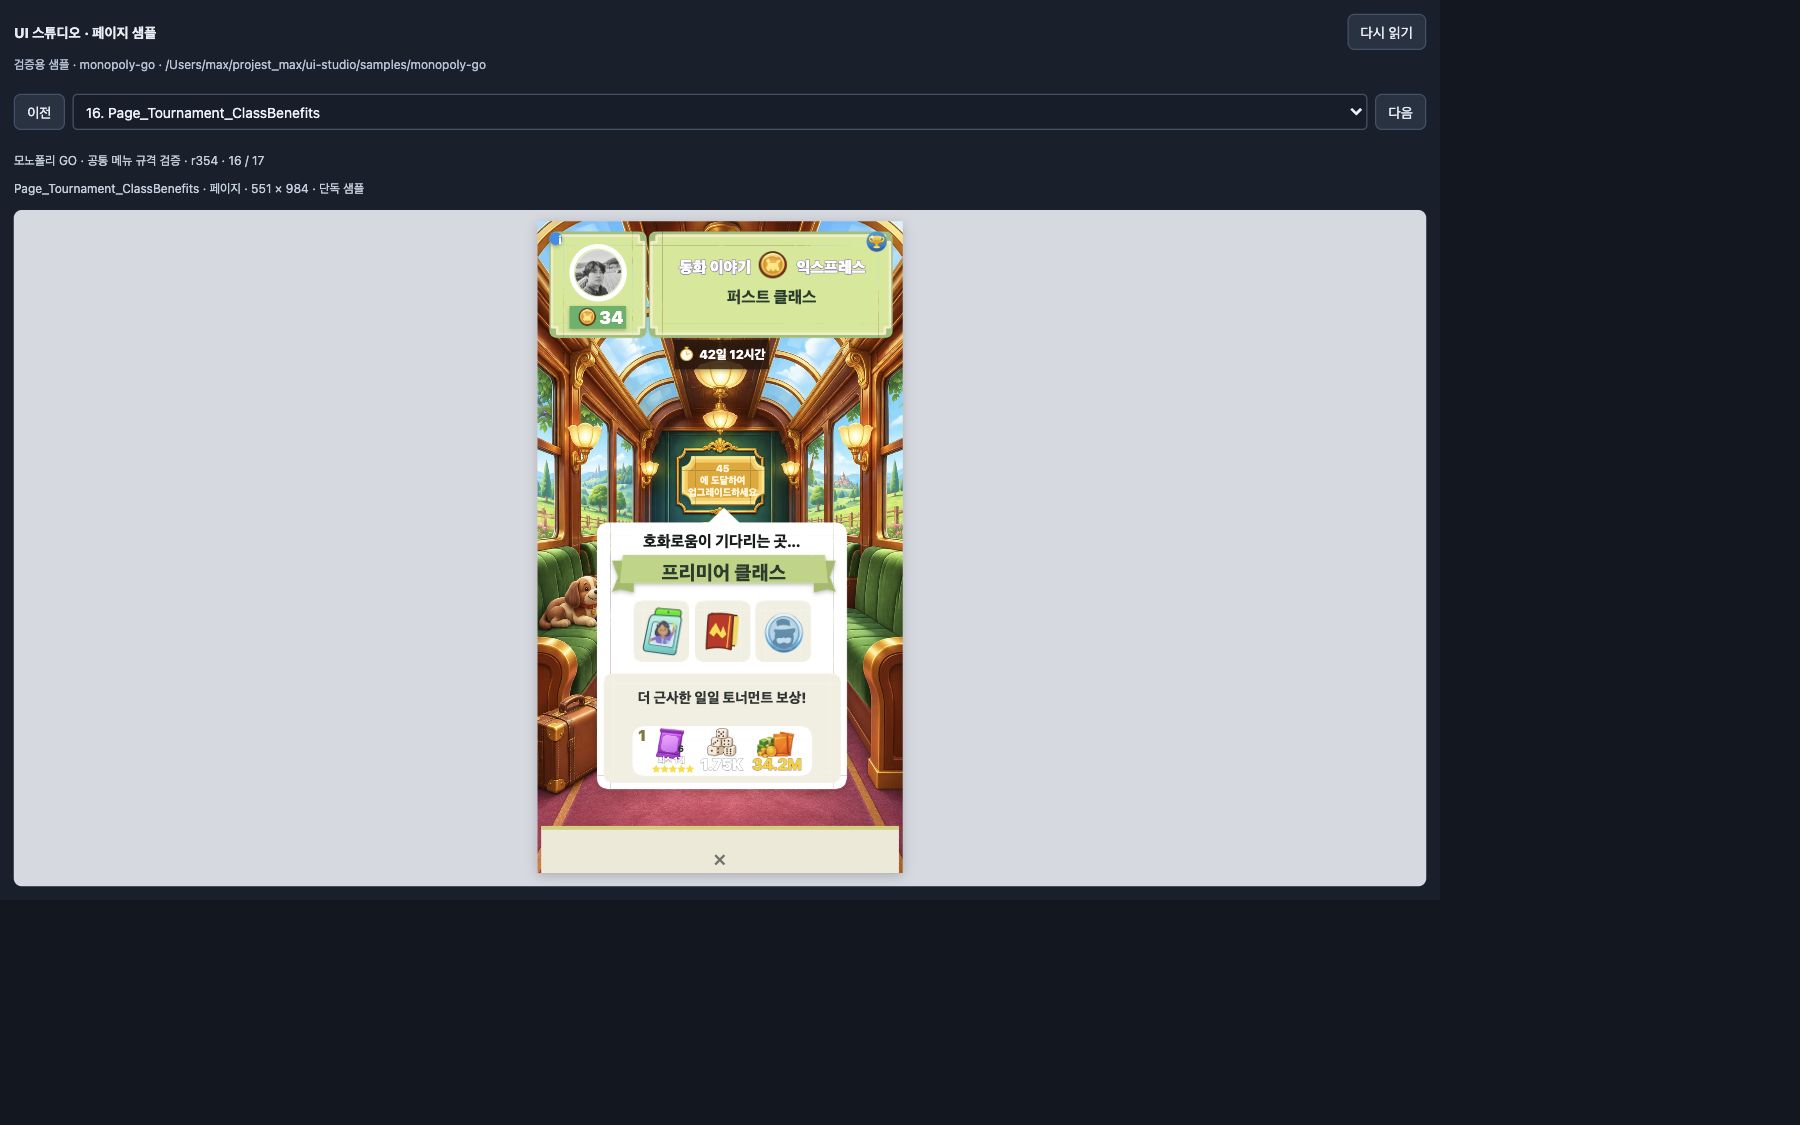 UI 스튜디오 · 페이지 샘플
다시 읽기
검증용 샘플 · monopoly-go · /Users/max/projest_max/ui-studio/samples/monopoly-go
이전
16. Page_Tournament_ClassBenefits
다음
모노폴리 GO · 공통 메뉴 규격 검증 · r354 · 16 / 17
Page_Tournament_ClassBenefits · 페이지 · 551 × 984 · 단독 샘플
i
동화 이야기 익스프레스
퍼스트 클래스
34
42일 12시간
45
에 도달하여
업그레이드하세요
호화로움이 기다리는 곳...
프리미어 클래스
더 근사한 일일 토너먼트 보상!
1
6
1.75K
34.2M
×